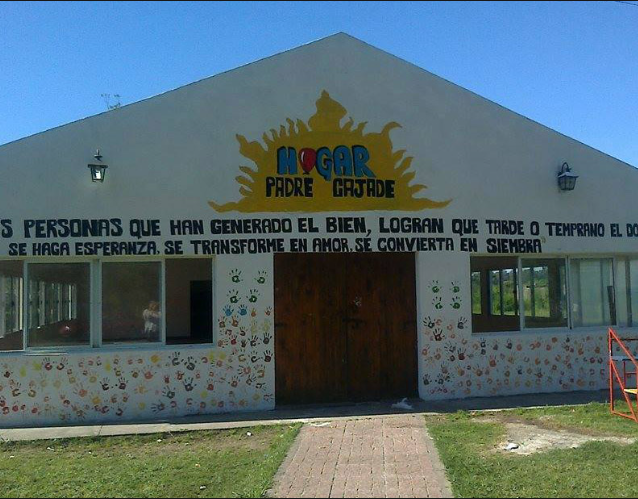 HOGAR
PADRE CAJADE
S PERSONAS QUE HAN GENERADO EL BIEN, LOGRAN QUE TARDE O TEMPRANO EL DO
SE HAGA ESPERANZA, SE TRANSFORME EN AMOR, SE CONVIERTA EN SIEMBRA"